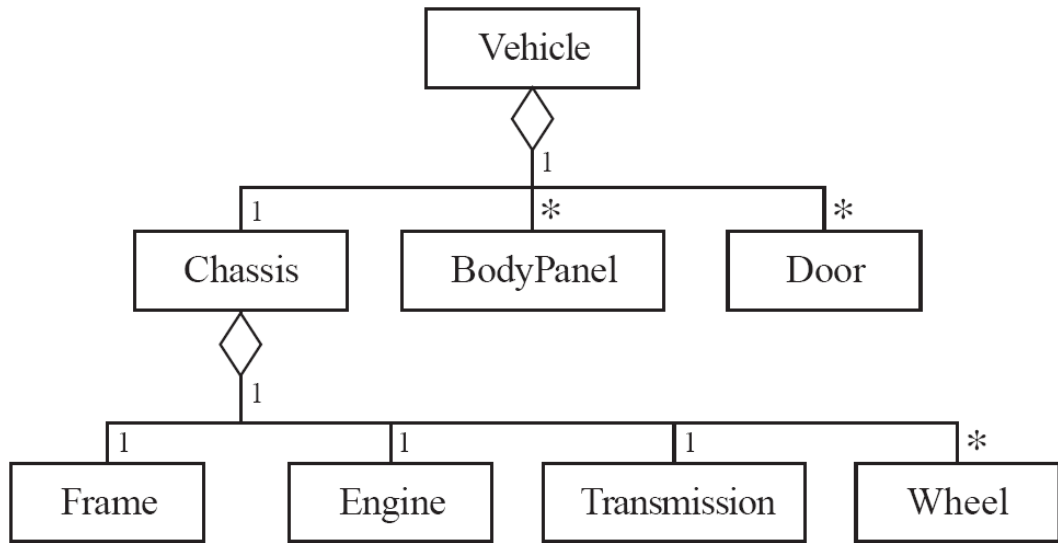 Vehicle
1
1
*
*
Chassis
BodyPanel
Door
1
1
1
1
*
Frame
Engine
Transmission
Wheel